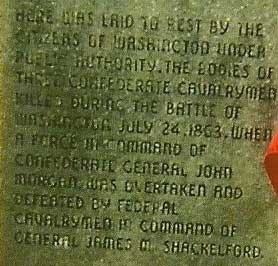 HERE WAS LAID TO REST BY THE
CITIZENS OF WASHINGTON UNDER
PUBLIC AUTHORITY, THE BODIES OF
THREE CONFEDERATE CAVALRYMEN
KILLED DURING THE BATTLE OF
WASHINGTON, JULY 24, 1863, WHEN
A FORCE IN COMMAND OF
CONFEDERATE GENERAL JOHN
MORGAN, WAS OVERTAKEN AND
DEFEATED BY FEDERAL
CAVALRYMEN IN COMMAND OF
GENERAL JAMES M. SHACKELFORD.